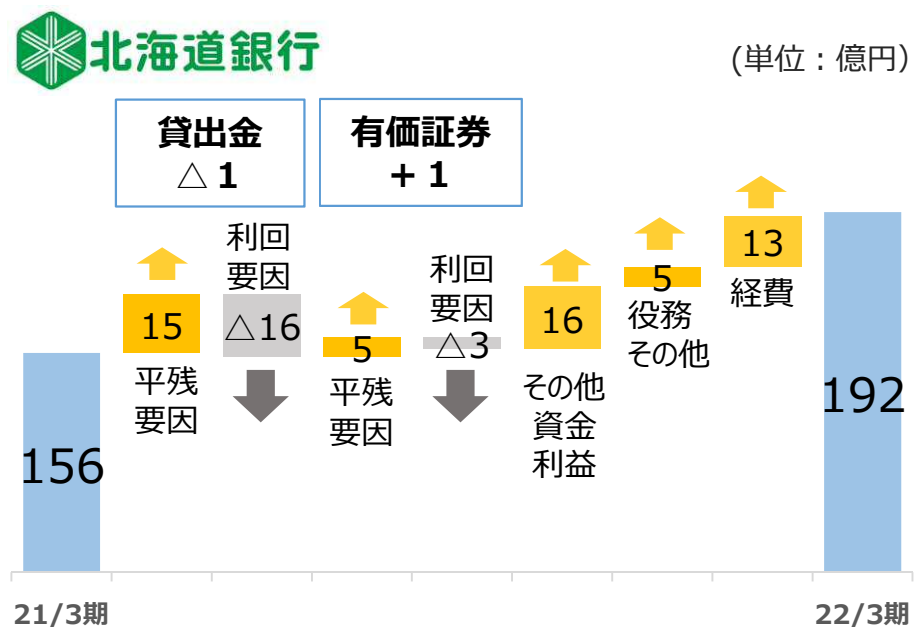 北海道銀行
(単位：億円)
貸出金
△ 1
有価証券
+ 1
156
15
平残
要因
利回
要因
△16
5
平残
要因
利回
要因
△3
16
その他
資金
利益
5
役務
その他
13
経費
192
21/3期
22/3期